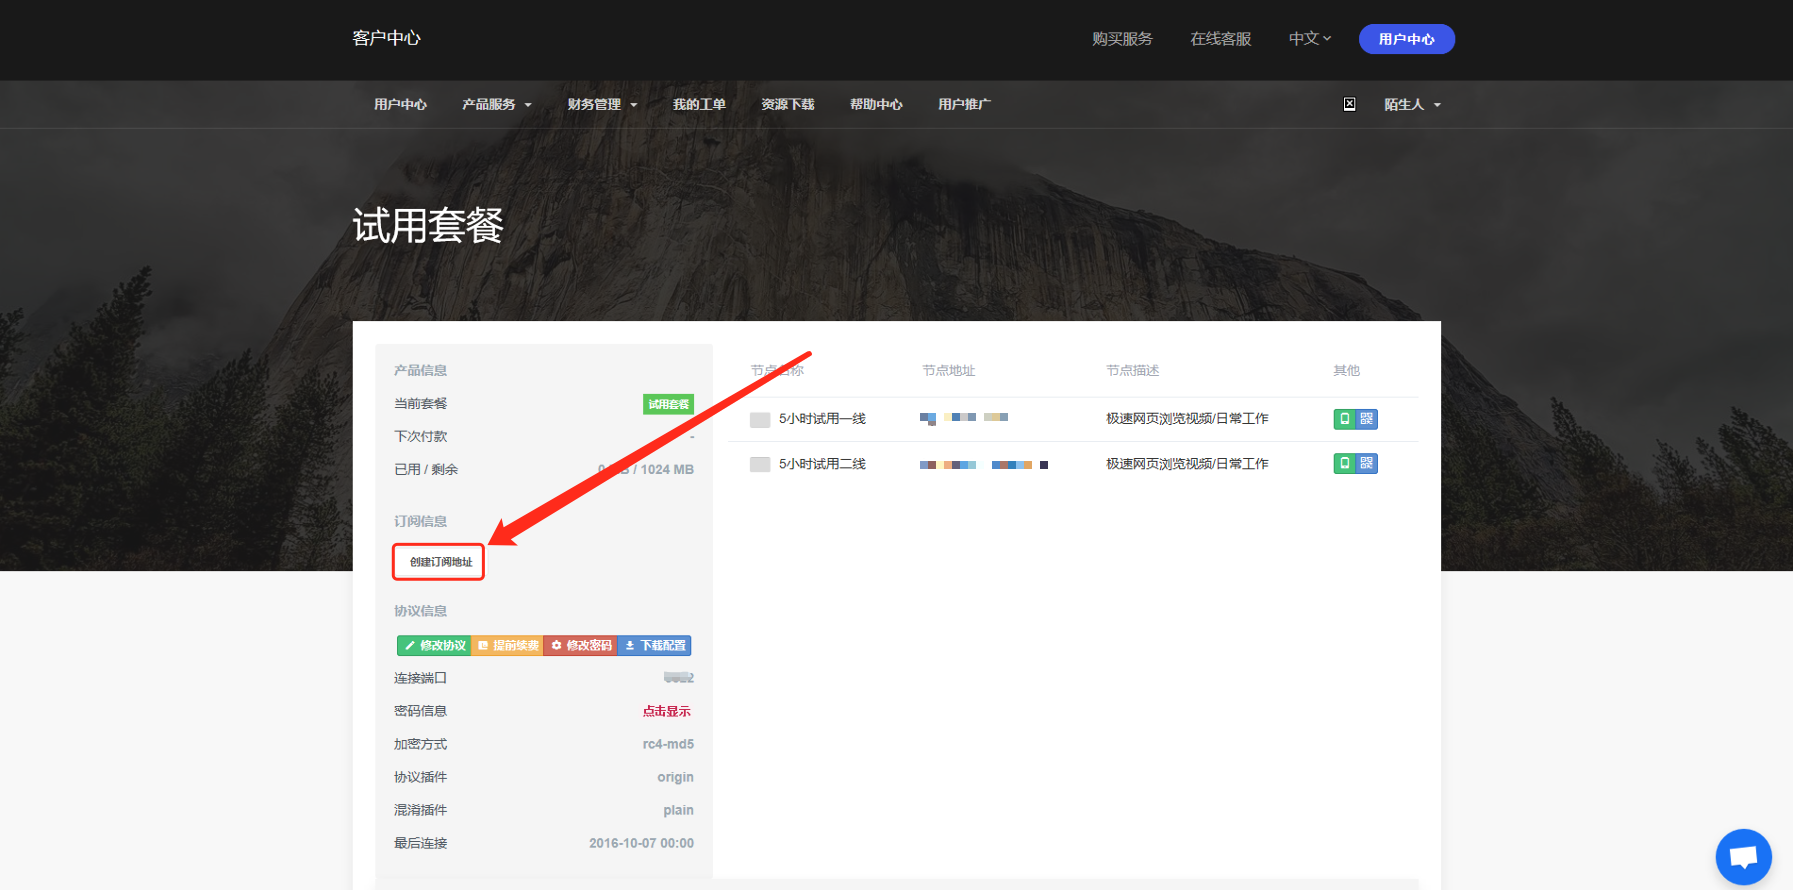 客户中心
购买服务
在线客服
中文
用户中心
用户中心
产品服务
财务管理
我的工单
资源下载
帮助中心
用户推广
陌生人
试用套餐
产品信息
当前套餐
试用套餐
下次付款
-
已用 / 剩余
/ 1024 MB
订阅信息
创建订阅地址
协议信息
修改协议
提前续费
修改密码
下载配置
连接端口
密码信息
点击显示
加密方式
rc4-md5
协议插件
origin
混淆插件
plain
最后连接
2016-10-07 00:00
节点名称
节点地址
节点描述
其他
5小时试用一线
极速网页浏览视频/日常工作
5小时试用二线
极速网页浏览视频/日常工作